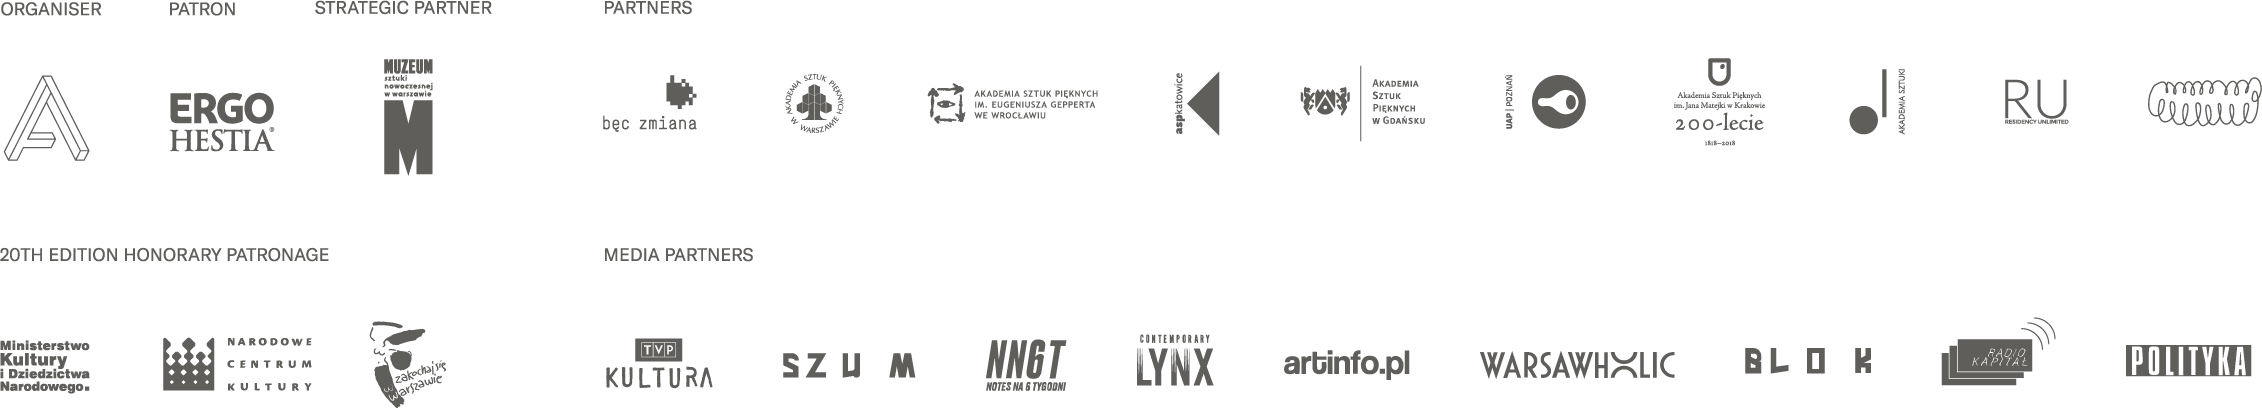 ORGANISER
PATRON
STRATEGIC PARTNER
PARTNERS
ERGO
HESTIA®
MUZEUM
sztuki
nowoczesnej
w warszawie
M
bęc zmiana
AKADEMIA SZTUK PIĘKNYCH
W WARSZAWIE
AKADEMIA SZTUK PIĘKNYCH
IM. EUGENIUSZA GEPPERTA
WE WROCŁAWIU
aspkatowice
AKADEMIA
SZTUK
PIĘKNYCH
W GDAŃSKU
UAP | POZNAŃ
Akademia Sztuk Pięknych
im. Jana Matejki w Krakowie
200-lecie
1818–2018
AKADEMIA SZTUKI
RU
RESIDENCY UNLIMITED
20TH EDITION HONORARY PATRONAGE
MEDIA PARTNERS
Ministerstwo
Kultury
i Dziedzictwa
Narodowego.
NARODOWE
CENTRUM
KULTURY
zakochaj się
w Warszawie
TVP
KULTURA
SZUM
NN6T
NOTES NA 6 TYGODNI
CONTEMPORARY
LYNX
artinfo.pl
WARSAWHOLIC
BLOK
RADIO
KAPITAŁ
POLITYKA